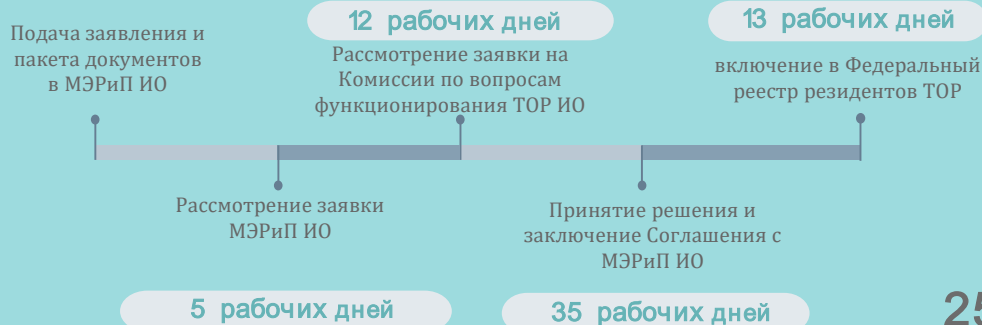 Подача заявления и
пакета документов
в МЭРиП ИО
12 рабочих дней
Рассмотрение заявки на
Комиссии по вопросам
функционирования ТОР ИО
13 рабочих дней
включение в Федеральный
реестр резидентов ТОР
Рассмотрение заявки
МЭРиП ИО
5 рабочих дней
Принятие решения и
заключение Соглашения с
МЭРиП ИО
35 рабочих дней
25